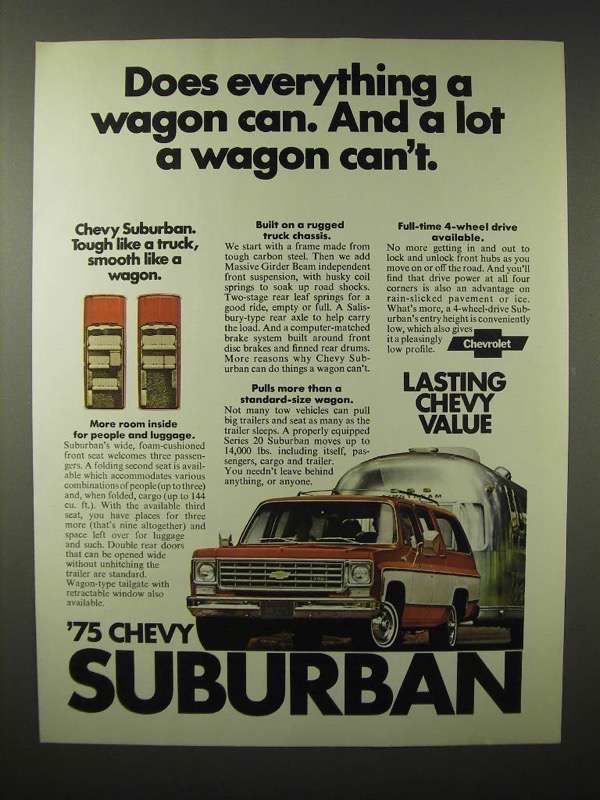 Does everything a
wagon can. And a lot
a wagon can't.
Chevy Suburban.
Tough like a truck,
smooth like a
wagon.
More room inside
for people and luggage.
Suburban's wide, foam-cushioned
front seat welcomes three passen-
gers. A folding second seat is avail-
able which accommodates various
combinations of people (up to three)
and, when folded, cargo (up to 144
cu. ft.). With the available third
seat, you have places for three
more (that's nine altogether) and
space left over for luggage
and such. Double rear doors
that can be opened wide
without unhitching the
trailer are standard.
Wagon-type tailgate with
retractable window also
available.
Built on a rugged
truck chassis.
We start with a frame made from
tough carbon steel. Then we add
Massive Girder Beam independent
front suspension, with husky coil
springs to soak up road shocks.
Two-stage rear leaf springs for a
good ride, empty or full. A Salis-
bury-type rear axle to help carry
the load. And a computer-matched
brake system built around front
disc brakes and finned rear drums.
More reasons why Chevy Sub-
urban can do things a wagon can't.
Pulls more than a
standard-size wagon.
Not many tow vehicles can pull
big trailers and seat as many as the
trailer sleeps. A properly equipped
Series 20 Suburban moves up to
14,000 lbs. including itself, pas-
sengers, cargo and trailer.
You needn't leave behind
anything, or anyone.
Full-time 4-wheel drive
available.
No more getting in and out to
lock and unlock front hubs as you
move on or off the road. And you'll
find that drive power at all four
corners is also an advantage on
rain-slicked pavement or ice.
What's more, a 4-wheel-drive Sub-
urban's entry height is conveniently
low, which also gives
it a pleasingly
low profile.
Chevrolet
LASTING
CHEVY
VALUE
'75 CHEVY
SUBURBAN